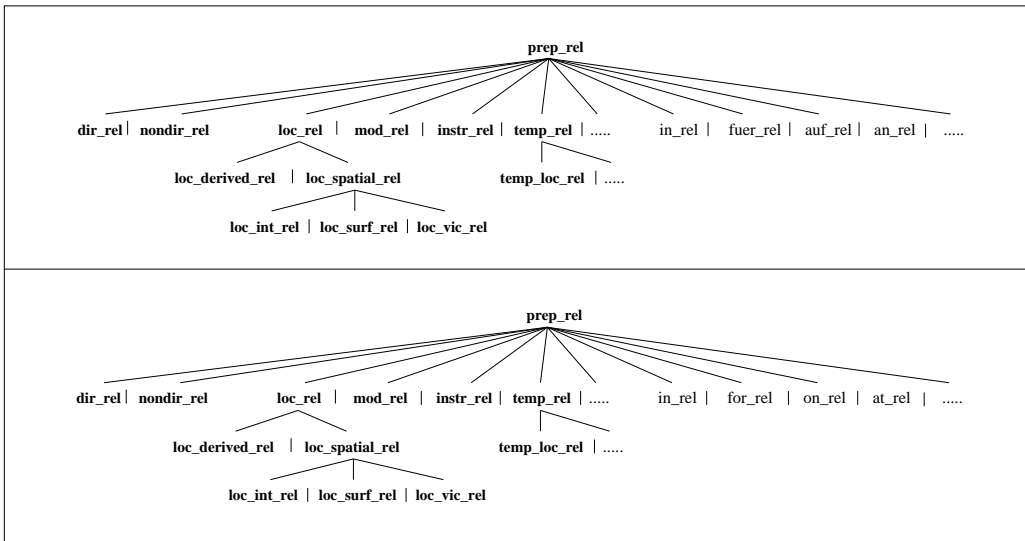 prep_rel
dir_rel | nondir_rel loc_rel | mod_rel | instr_rel | temp_rel | ..... in_rel | fuer_rel | auf_rel | an_rel | .....
loc_derived_rel | loc_spatial_rel temp_loc_rel | .....
loc_int_rel | loc_surf_rel | loc_vic_rel
prep_rel
dir_rel | nondir_rel loc_rel | mod_rel | instr_rel | temp_rel | ..... in_rel | for_rel | on_rel | at_rel | .....
loc_derived_rel | loc_spatial_rel temp_loc_rel | .....
loc_int_rel | loc_surf_rel | loc_vic_rel